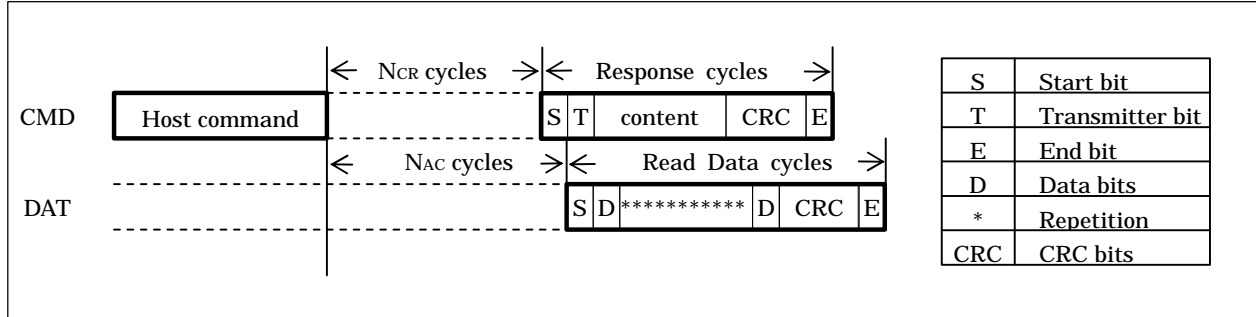 NCR cycles Response cycles
CMD Host command S T content CRC E
NAC cycles Read Data cycles
DAT S D *********** D CRC E
S Start bit
T Transmitter bit
E End bit
D Data bits
* Repetition
CRC CRC bits